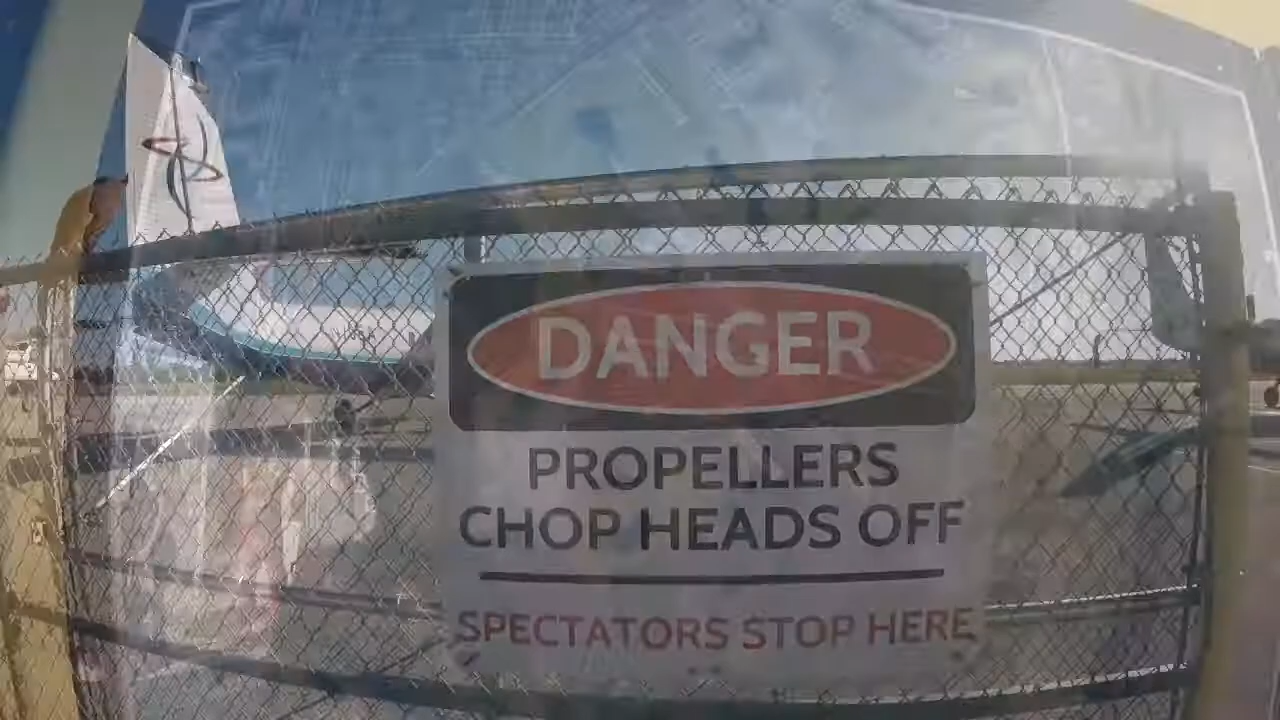 DANGER
PROPELLERS
CHOP HEADS OFF
SPECTATORS STOP HERE